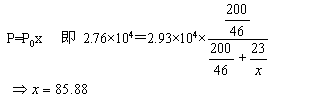 P=P₀x 即 2.76×10⁴=2.93×10⁴× (200/46)/(200/46 + 23/x)
⇒ x = 85.88